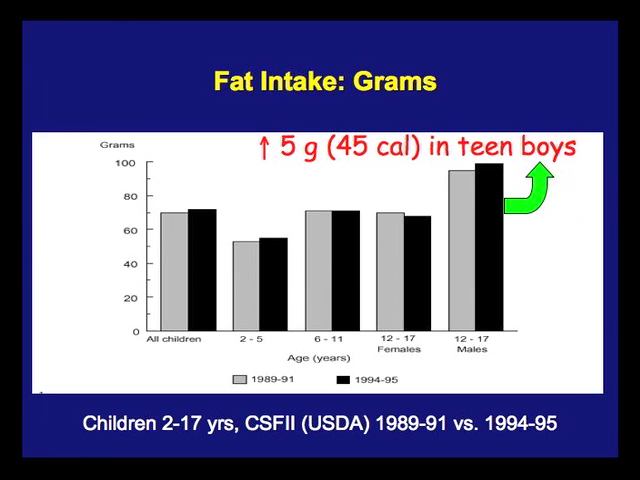 Fat Intake: Grams
Grams
↑ 5 g (45 cal) in teen boys
100
80
60
40
20
0
All children 2 - 5 6 - 11 12 - 17 12 - 17
Females Males
Age (years)
1989-91 1994-95
Children 2-17 yrs, CSFII (USDA) 1989-91 vs. 1994-95